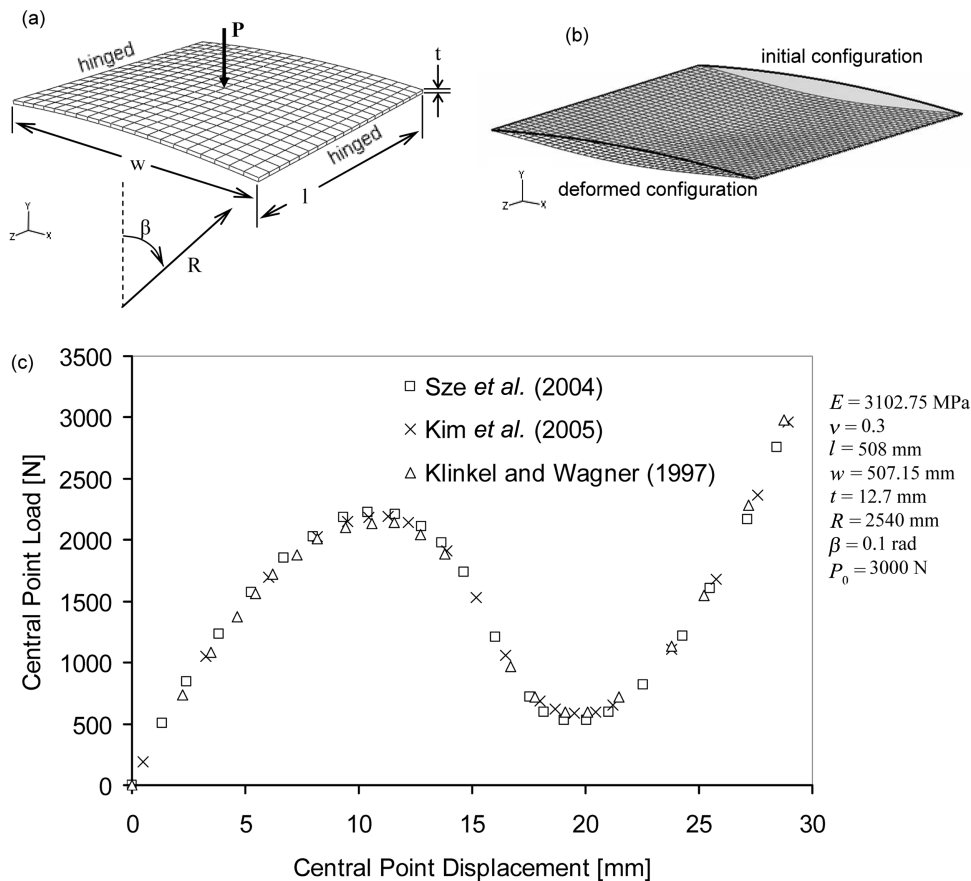 (a)
P
hinged
t
w
hinged
l
β
R
Y
Z
X
(b)
initial configuration
deformed configuration
Y
Z
X
(c)
Central Point Load [N]
3500
3000
2500
2000
1500
1000
500
0
Sze et al. (2004)
Kim et al. (2005)
Klinkel and Wagner (1997)
0 5 10 15 20 25 30
Central Point Displacement [mm]
E = 3102.75 MPa
ν = 0.3
l = 508 mm
w = 507.15 mm
t = 12.7 mm
R = 2540 mm
β = 0.1 rad
P₀ = 3000 N